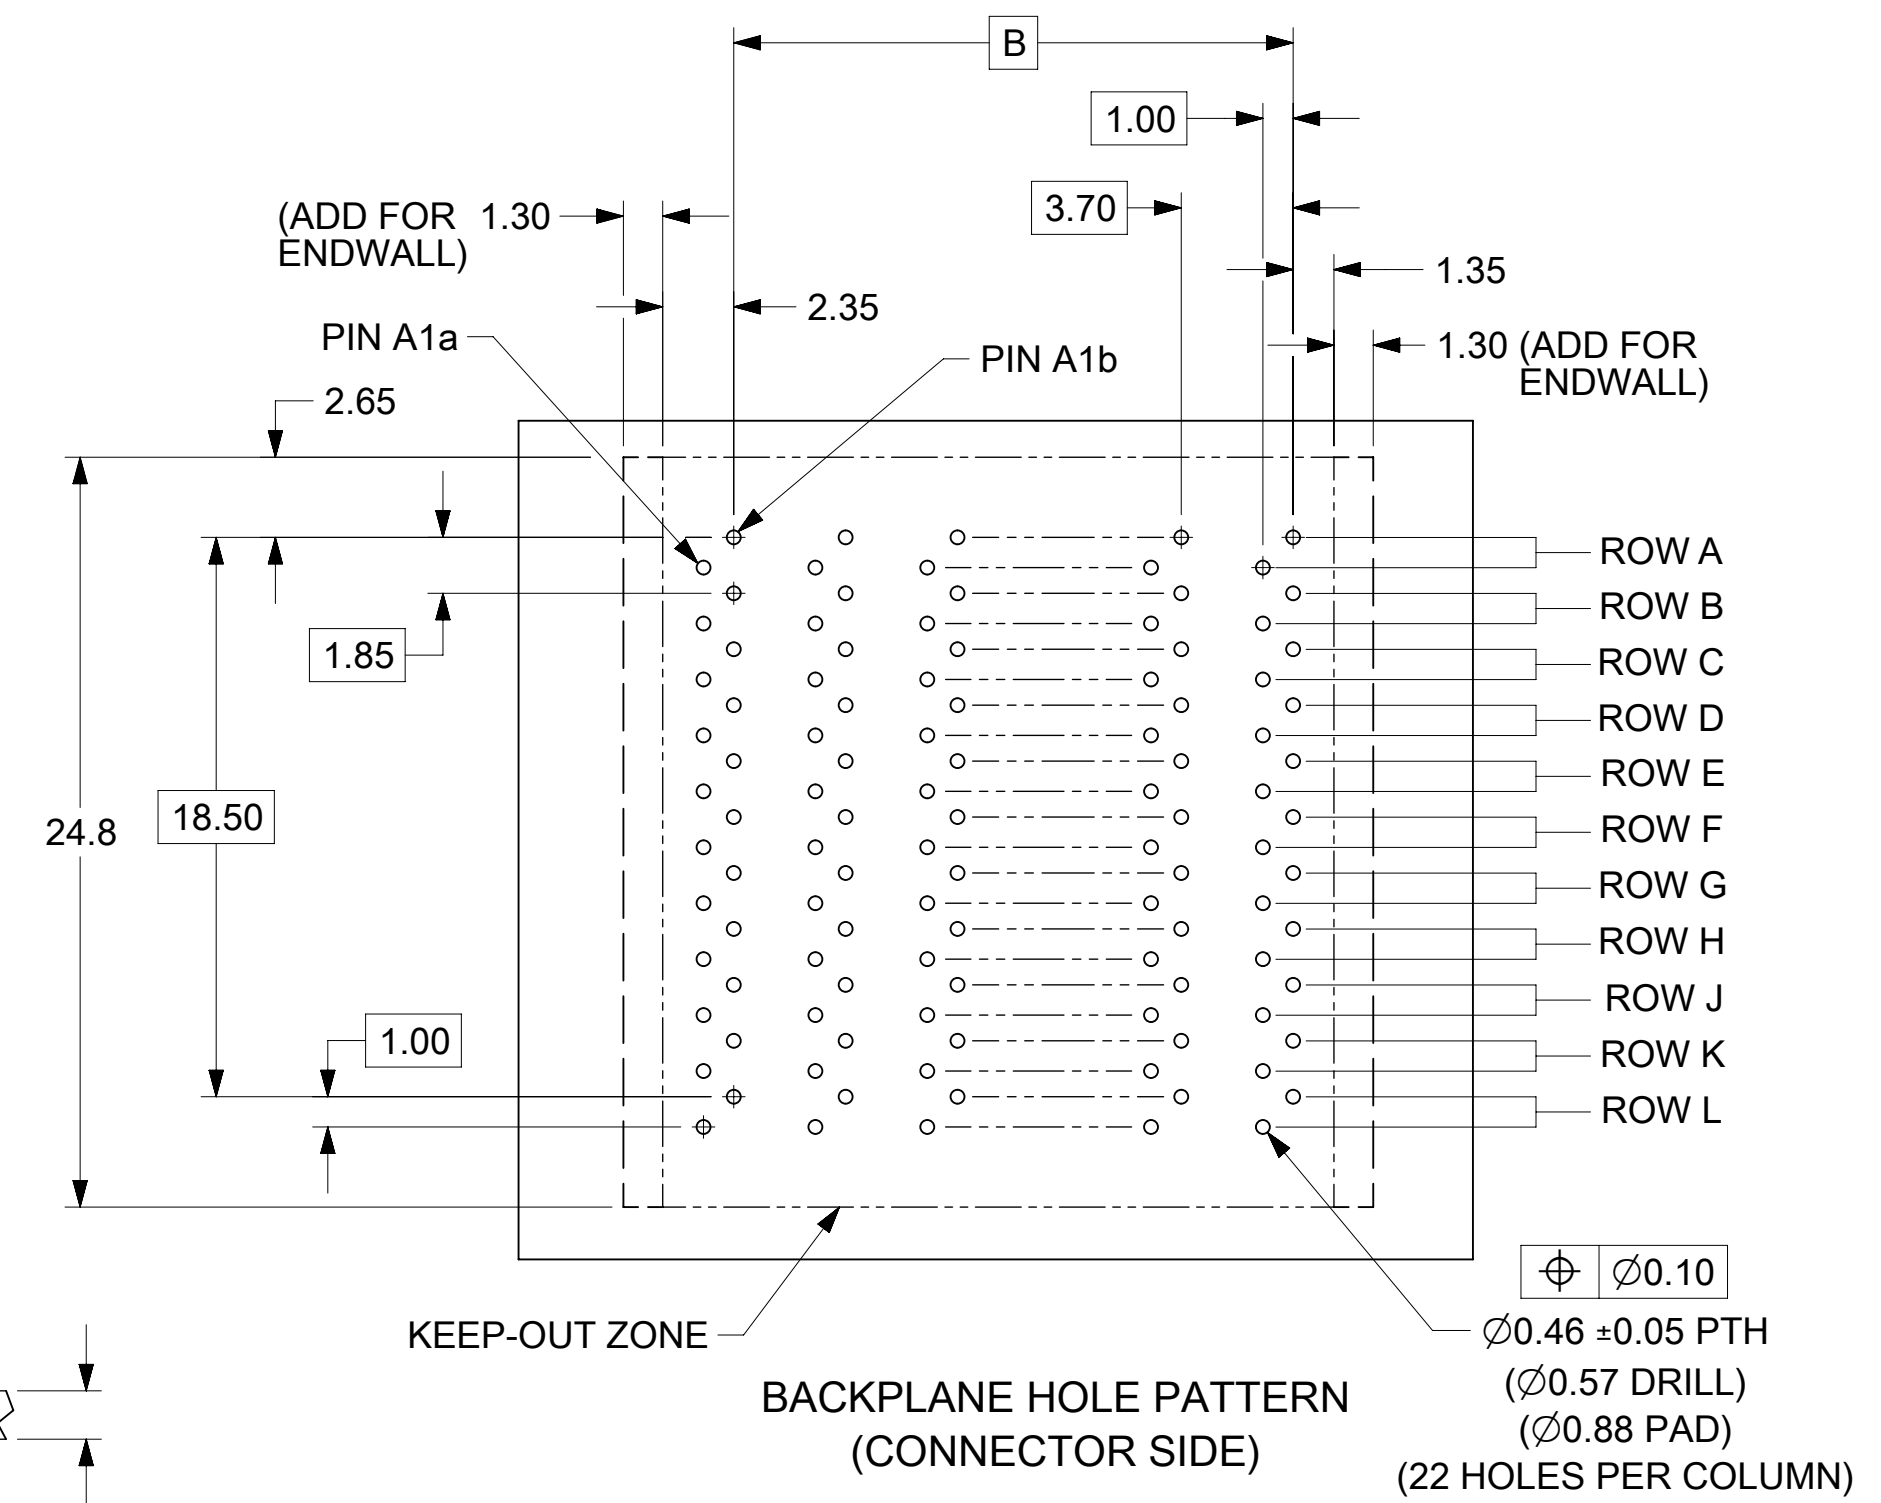 B
1.00
3.70
(ADD FOR 1.30
ENDWALL)
1.35
2.35
PIN A1a
PIN A1b
1.30 (ADD FOR
ENDWALL)
2.65
ROW A
ROW B
1.85
ROW C
ROW D
ROW E
18.50
24.8
ROW F
ROW G
ROW H
ROW J
1.00
ROW K
ROW L
⌖ ∅0.10
KEEP-OUT ZONE
∅0.46 ±0.05 PTH
(∅0.57 DRILL)
(∅0.88 PAD)
(22 HOLES PER COLUMN)
BACKPLANE HOLE PATTERN
(CONNECTOR SIDE)